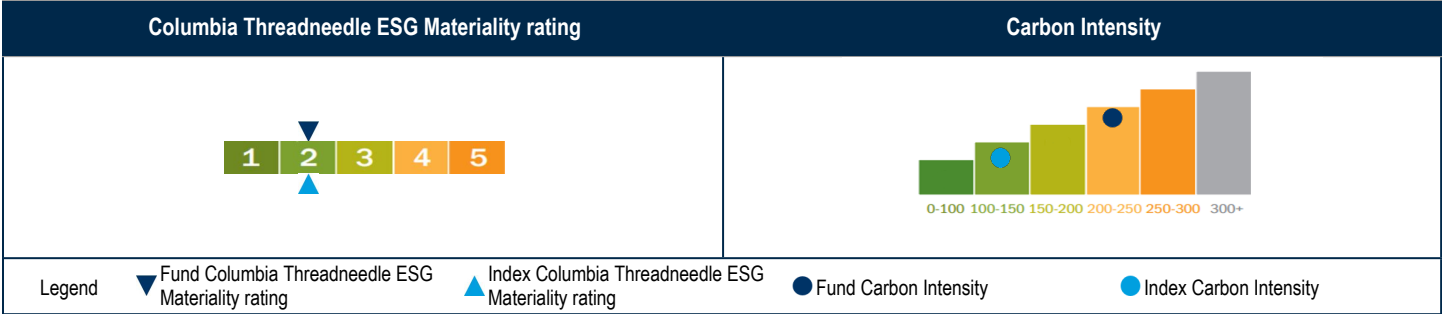 Columbia Threadneedle ESG Materiality rating
Carbon Intensity
1 2 3 4 5
0-100 100-150 150-200 200-250 250-300 300+
Legend
Fund Columbia Threadneedle ESG
Materiality rating
Index Columbia Threadneedle ESG
Materiality rating
Fund Carbon Intensity
Index Carbon Intensity